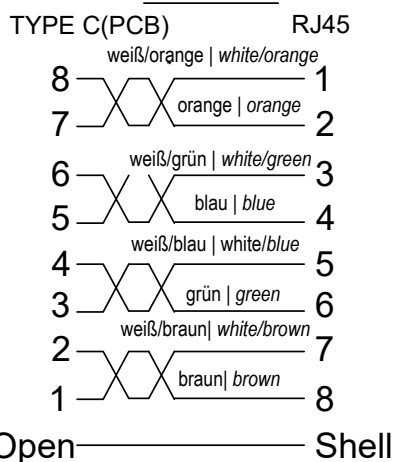 TYPE C(PCB) RJ45
weiß/orange | white/orange
8 1
orange | orange
7 2
weiß/grün | white/green
6 3
blau | blue
5 4
weiß/blau | white/blue
4 5
grün | green
3 6
weiß/braun| white/brown
2 7
braun| brown
1 8
Open Shell